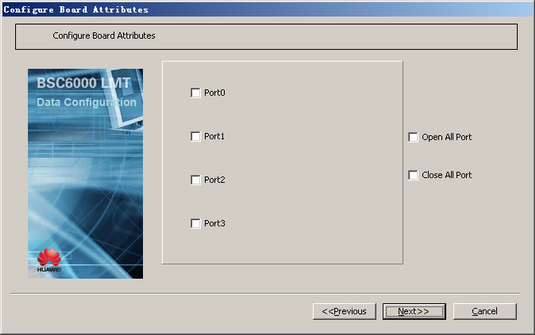 Configure Board Attributes
Configure Board Attributes
BSC6000 LMT
Data Configuration
HUAWEI
Port0
Port1
Port2
Port3
Open All Port
Close All Port
<<Previous
Next>>
Cancel